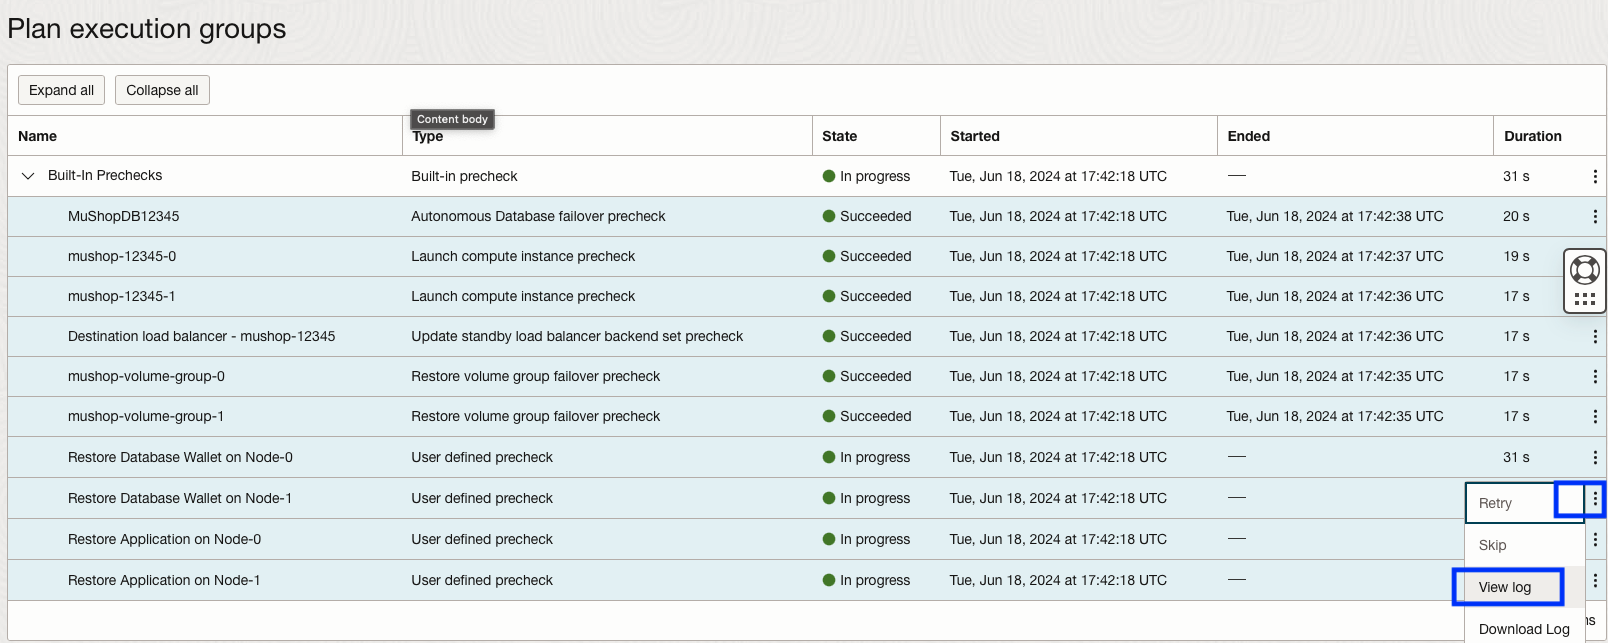 Plan execution groups
Expand all Collapse all
Content body
Name Type State Started Ended Duration
Built-In Prechecks Built-in precheck In progress Tue, Jun 18, 2024 at 17:42:18 UTC — 31 s
MuShopDB12345 Autonomous Database failover precheck Succeeded Tue, Jun 18, 2024 at 17:42:18 UTC Tue, Jun 18, 2024 at 17:42:38 UTC 20 s
mushop-12345-0 Launch compute instance precheck Succeeded Tue, Jun 18, 2024 at 17:42:18 UTC Tue, Jun 18, 2024 at 17:42:37 UTC 19 s
mushop-12345-1 Launch compute instance precheck Succeeded Tue, Jun 18, 2024 at 17:42:18 UTC Tue, Jun 18, 2024 at 17:42:36 UTC 17 s
Destination load balancer - mushop-12345 Update standby load balancer backend set precheck Succeeded Tue, Jun 18, 2024 at 17:42:18 UTC Tue, Jun 18, 2024 at 17:42:36 UTC 17 s
mushop-volume-group-0 Restore volume group failover precheck Succeeded Tue, Jun 18, 2024 at 17:42:18 UTC Tue, Jun 18, 2024 at 17:42:35 UTC 17 s
mushop-volume-group-1 Restore volume group failover precheck Succeeded Tue, Jun 18, 2024 at 17:42:18 UTC Tue, Jun 18, 2024 at 17:42:35 UTC 17 s
Restore Database Wallet on Node-0 User defined precheck In progress Tue, Jun 18, 2024 at 17:42:18 UTC — 31 s
Restore Database Wallet on Node-1 User defined precheck In progress Tue, Jun 18, 2024 at 17:42:18 UTC —
Retry
Restore Application on Node-0 User defined precheck In progress Tue, Jun 18, 2024 at 17:42:18 UTC —
Skip
Restore Application on Node-1 User defined precheck In progress Tue, Jun 18, 2024 at 17:42:18 UTC —
View log
Download Log